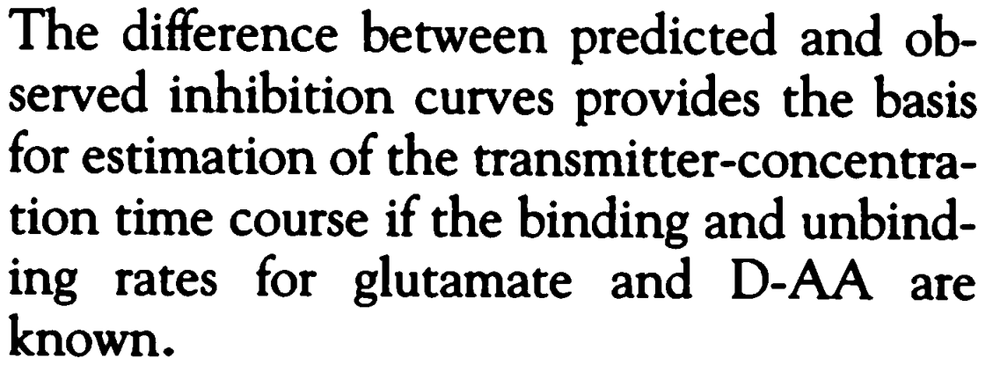 The difference between predicted and ob-
served inhibition curves provides the basis
for estimation of the transmitter-concentra-
tion time course if the binding and unbind-
ing rates for glutamate and D-AA are
known.